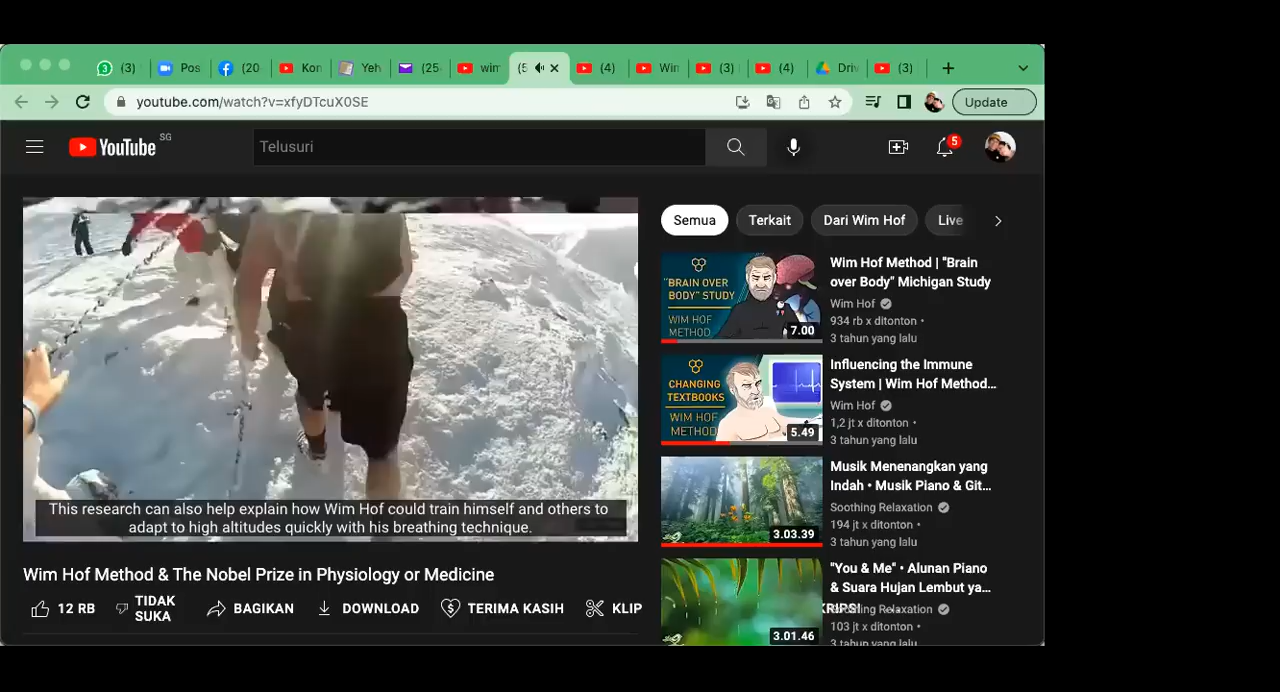 3 (3) Pos (20 Kon Yeh (25 wim (5 (4) Win (3) (4) Driv (3)
youtube.com/watch?v=xfyDTcuX0SE
Update
YouTube SG
Telusuri
5
This research can also help explain how Wim Hof could train himself and others to
adapt to high altitudes quickly with his breathing technique.
Wim Hof Method & The Nobel Prize in Physiology or Medicine
12 RB TIDAK
SUKA
BAGIKAN DOWNLOAD TERIMA KASIH KLIP
KRIPSI
Semua Terkait Dari Wim Hof Live
"BRAIN OVER
BODY" STUDY
WIM HOF
METHOD
7.00
Wim Hof Method | "Brain
over Body" Michigan Study
Wim Hof
934 rb x ditonton •
3 tahun yang lalu
CHANGING
TEXTBOOKS
WIM HOF
METHOD
5.49
Influencing the Immune
System | Wim Hof Method...
Wim Hof
1,2 jt x ditonton •
3 tahun yang lalu
3.03.39
Musik Menenangkan yang
Indah • Musik Piano & Git...
Soothing Relaxation
194 jt x ditonton •
3 tahun yang lalu
3.01.46
"You & Me" • Alunan Piano
& Suara Hujan Lembut ya...
Relaxation
103 jt x ditonton •
3 tahun yang lalu